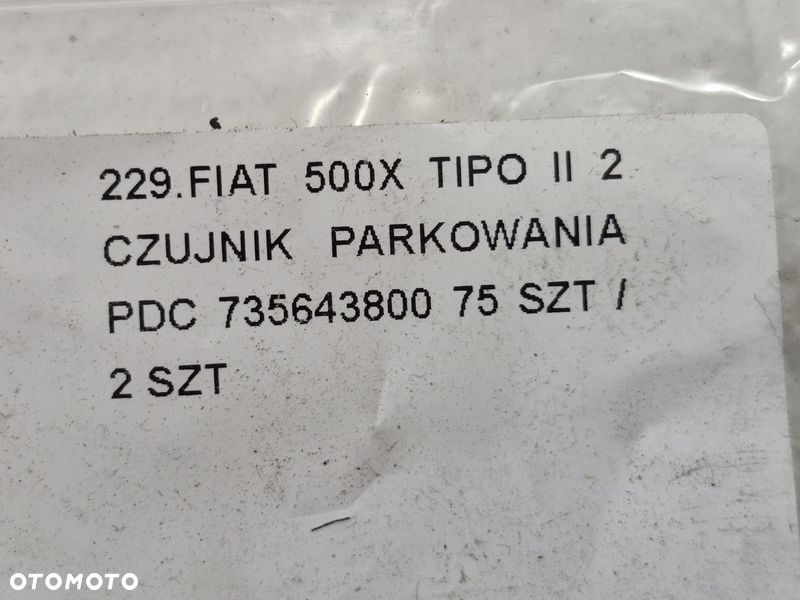 229.FIAT 500X TIPO II 2
CZUJNIK PARKOWANIA
PDC 735643800 75 SZT /
2 SZT
OTOMOTO